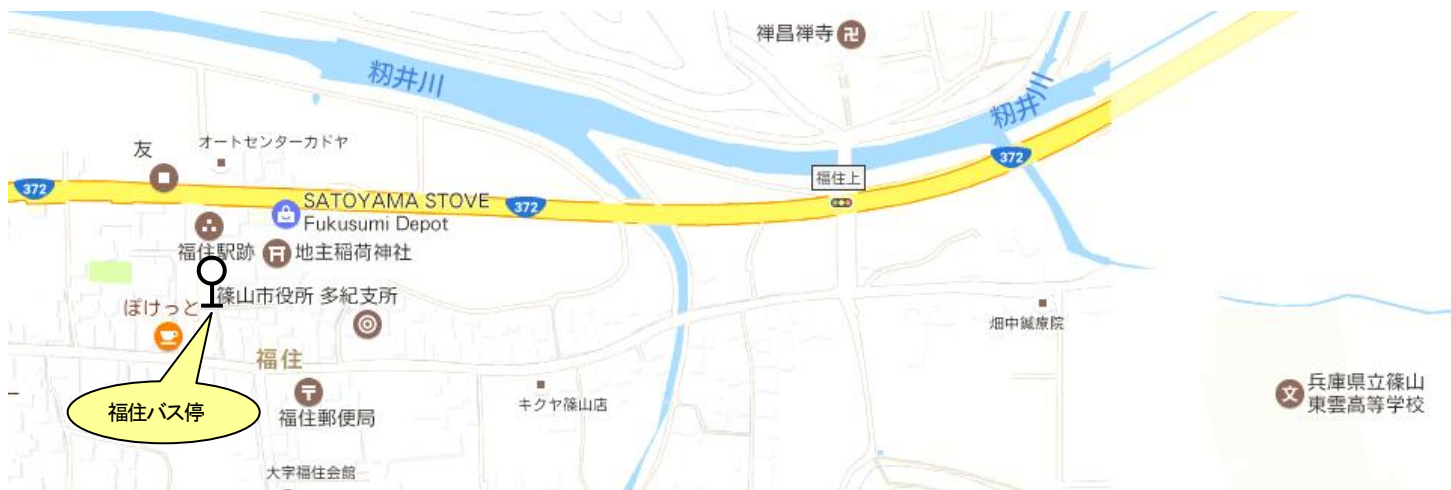 禅昌禅寺
籾井川
籾井川
オートセンターカドヤ
友
372
福住上
372
SATOYAMA STOVE
Fukusumi Depot
372
福住駅跡
地主稲荷神社
篠山市役所 多紀支所
ぽけっと
畑中鍼療院
福住
兵庫県立篠山
東雲高等学校
福住バス停
福住郵便局
キクヤ篠山店
大字福住会館